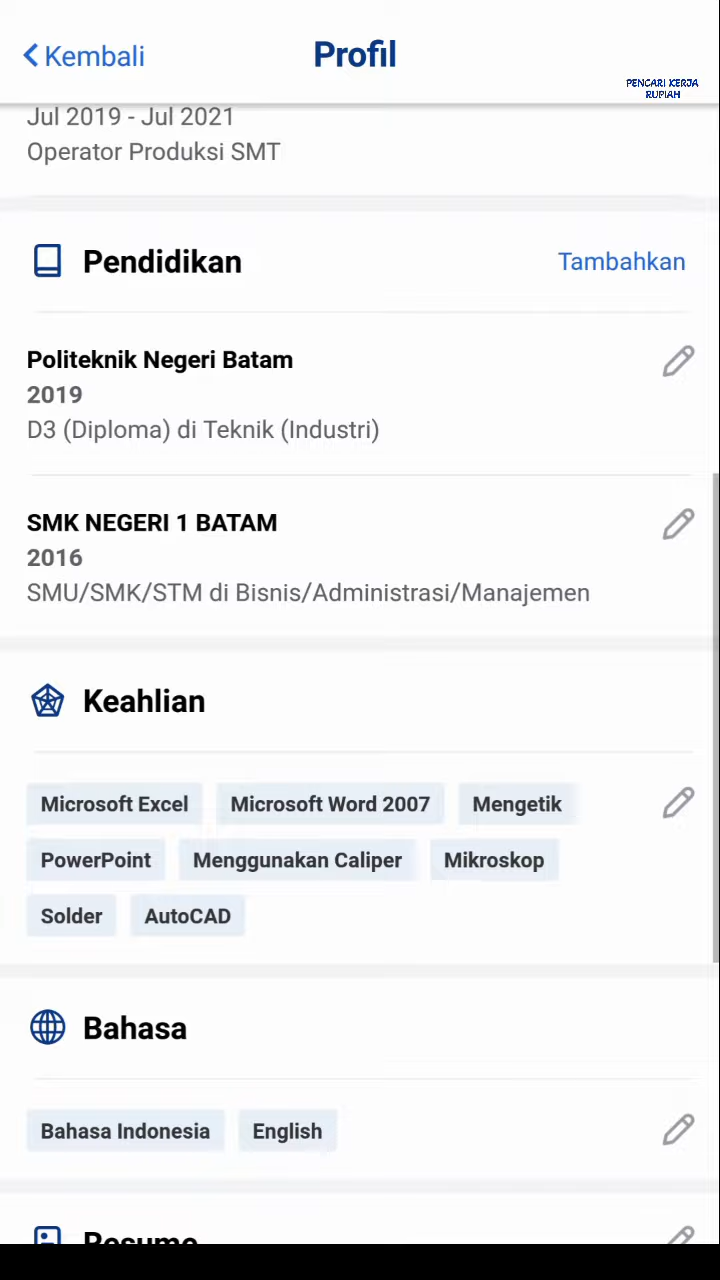 Kembali
Profil
PENCARI KERJA
RUPIAH
Jul 2019 - Jul 2021
Operator Produksi SMT
Pendidikan
Tambahkan
Politeknik Negeri Batam
2019
D3 (Diploma) di Teknik (Industri)
SMK NEGERI 1 BATAM
2016
SMU/SMK/STM di Bisnis/Administrasi/Manajemen
Keahlian
Microsoft Excel
Microsoft Word 2007
Mengetik
PowerPoint
Menggunakan Caliper
Mikroskop
Solder
AutoCAD
Bahasa
Bahasa Indonesia
English
Resume